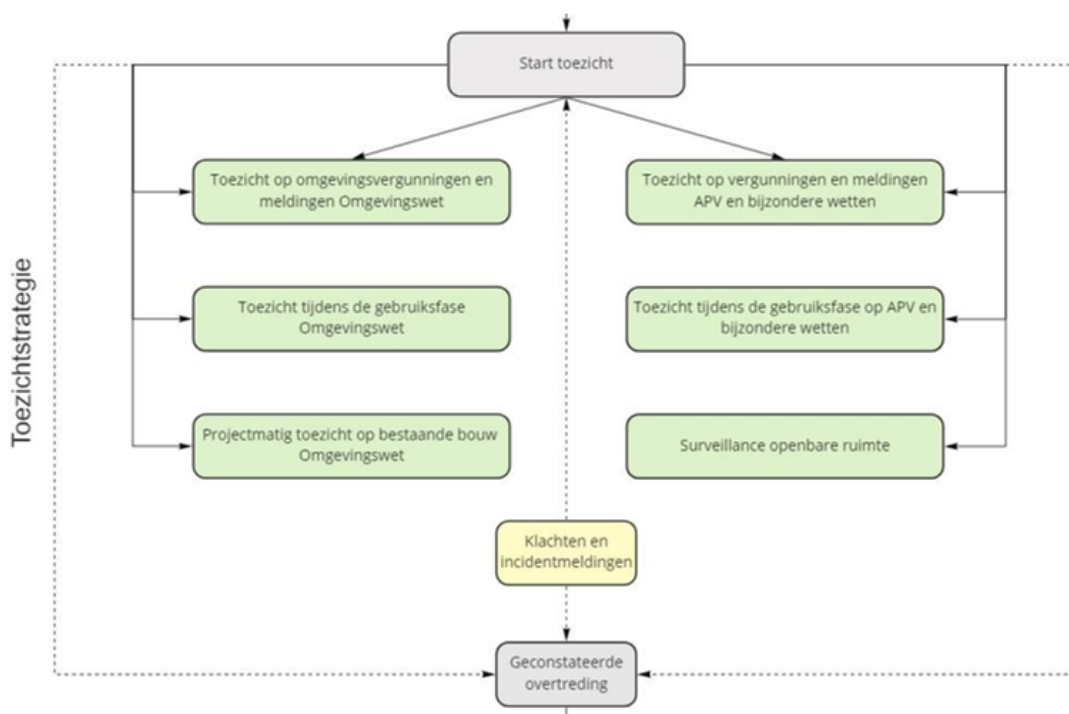 Start toezicht
Toezicht op omgevingsvergunningen en
meldingen Omgevingswet
Toezicht op vergunningen en meldingen
APV en bijzondere wetten
Toezicht tijdens de gebruiksfase
Omgevingswet
Toezicht tijdens de gebruiksfase op APV en
bijzondere wetten
Toezichtstrategie
Projectmatig toezicht op bestaande bouw
Omgevingswet
Surveillance openbare ruimte
Klachten en
incidentmeldingen
Geconstateerde
overtreding